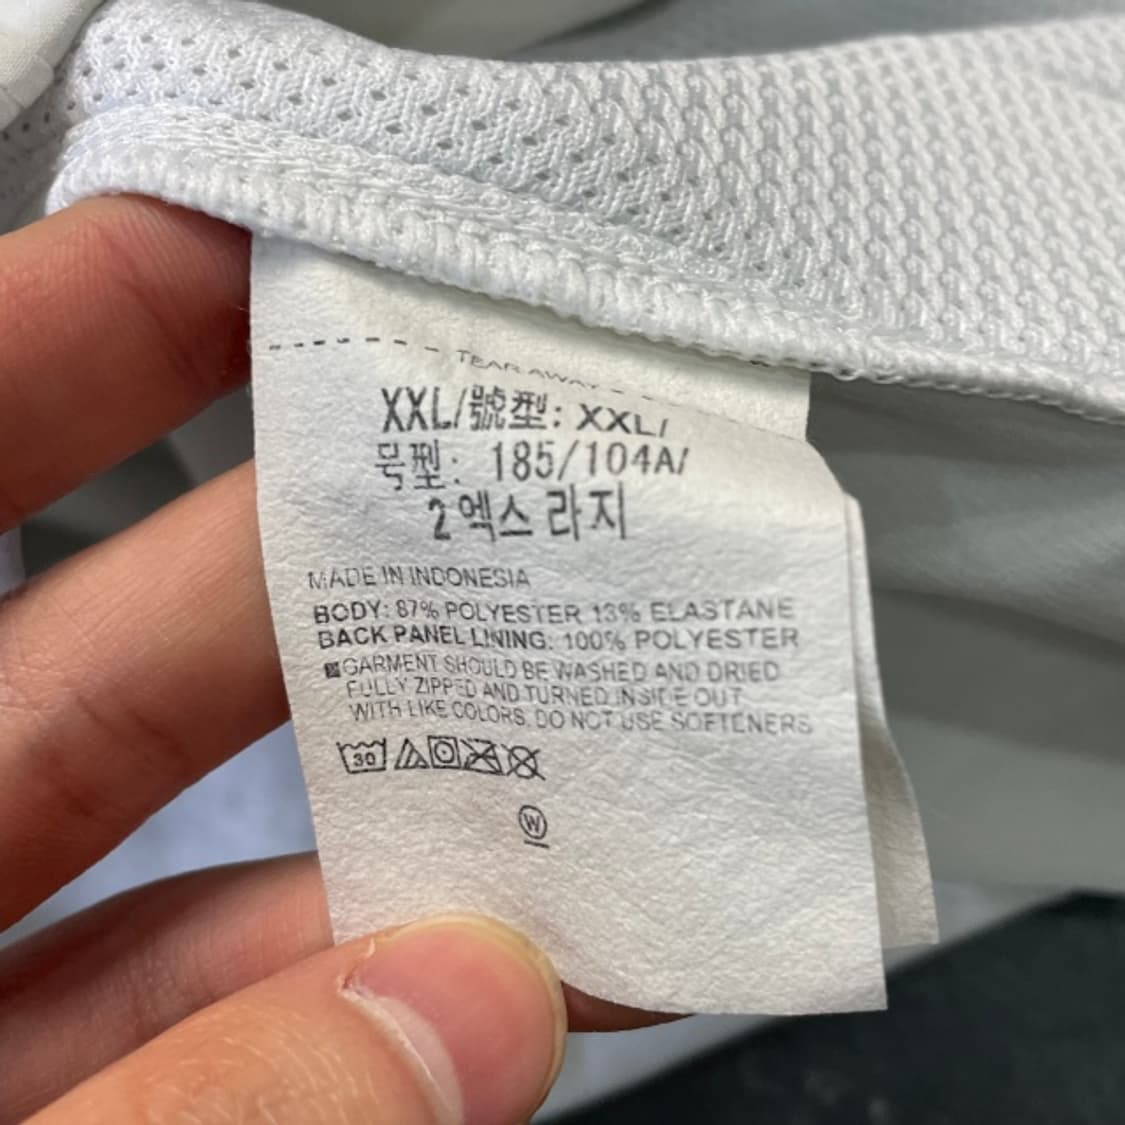 TEAR AWAY
XXL/號型: XXL/
号型: 185/104A/
2 엑스 라지
MADE IN INDONESIA
BODY: 87% POLYESTER 13% ELASTANE
BACK PANEL LINING: 100% POLYESTER
GARMENT SHOULD BE WASHED AND DRIED
FULLY ZIPPED AND TURNED INSIDE OUT
WITH LIKE COLORS. DO NOT USE SOFTENERS
30
W